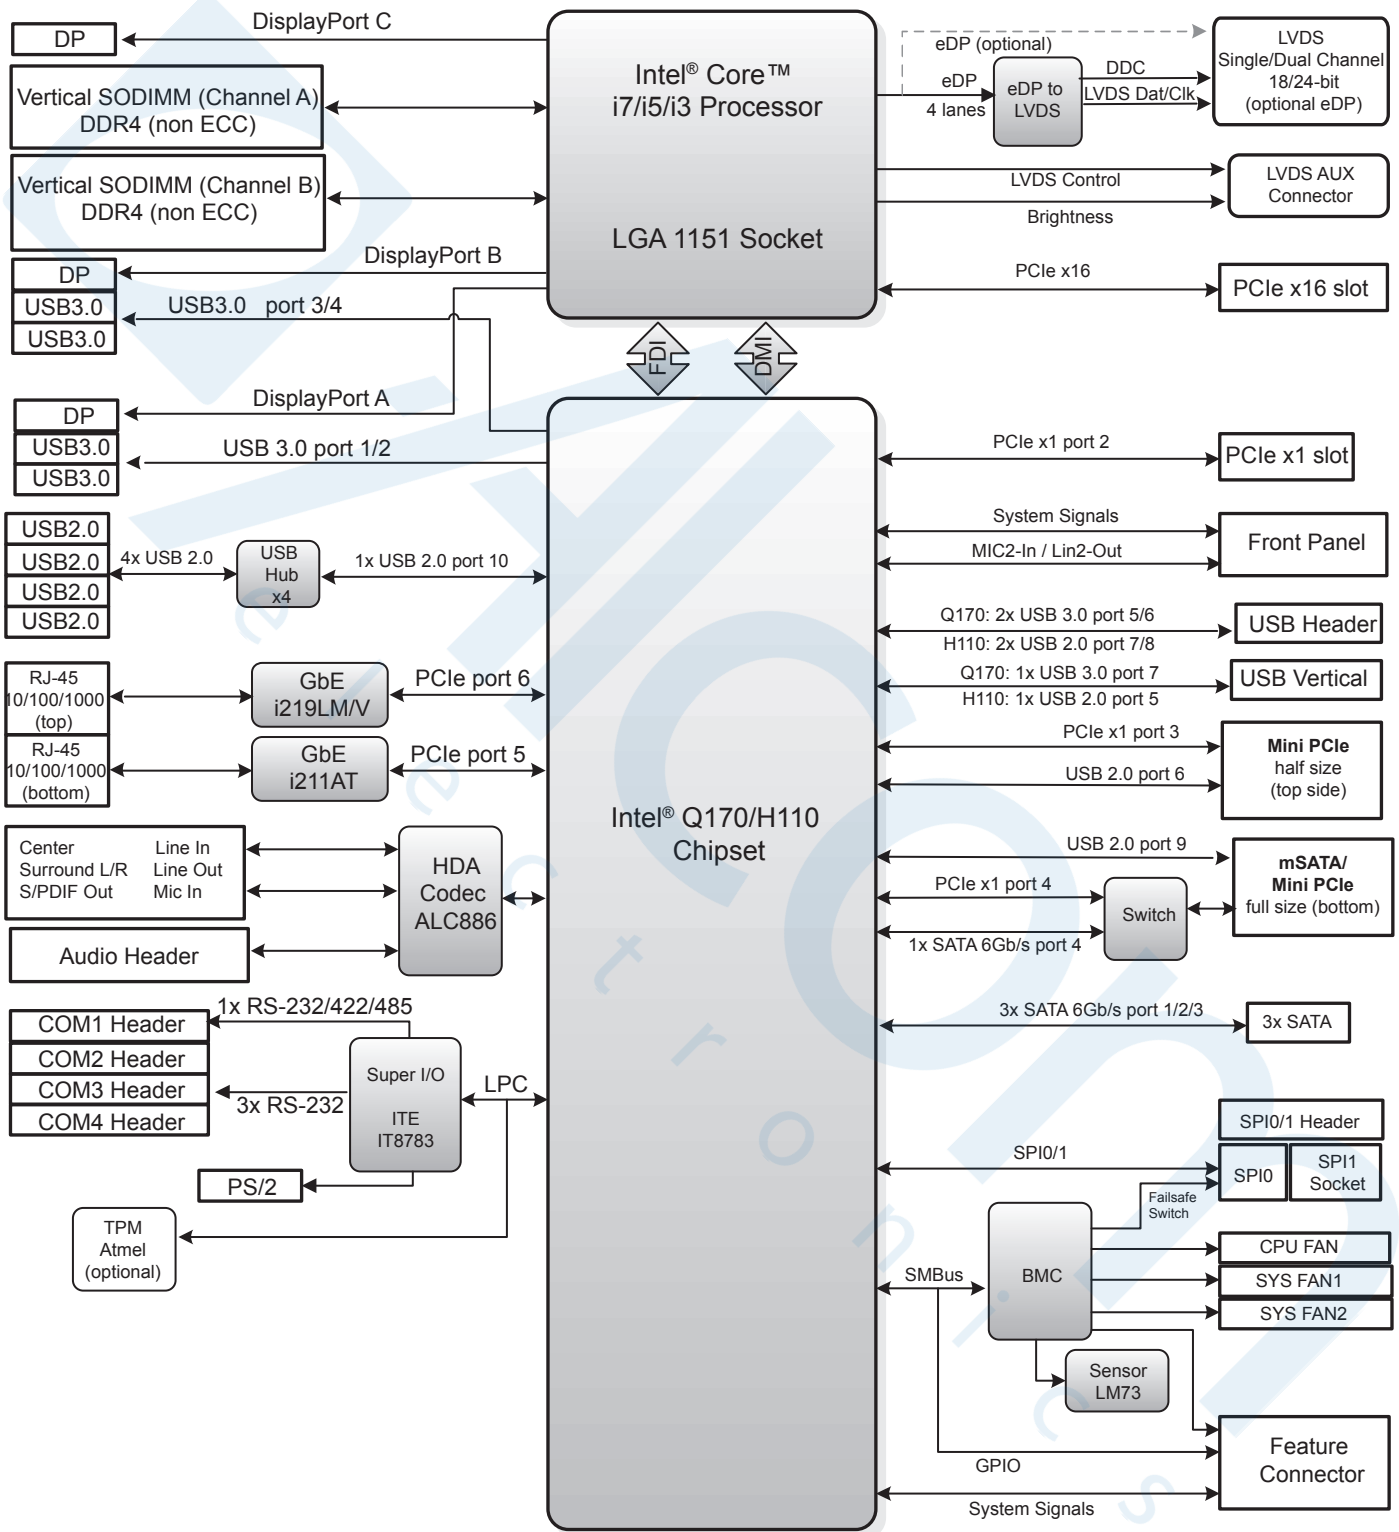 DisplayPort C
DP
Vertical SODIMM (Channel A)
DDR4 (non ECC)
Vertical SODIMM (Channel B)
DDR4 (non ECC)
DisplayPort B
DP
USB3.0
USB3.0
USB3.0 port 3/4
DisplayPort A
DP
USB3.0
USB3.0
USB 3.0 port 1/2
USB2.0
USB2.0
USB2.0
USB2.0
4x USB 2.0
USB
Hub
x4
1x USB 2.0 port 10
RJ-45
10/100/1000
(top)
GbE
i219LM/V
PCIe port 6
RJ-45
10/100/1000
(bottom)
GbE
i211AT
PCIe port 5
Center Line In
Surround L/R Line Out
S/PDIF Out Mic In
Audio Header
HDA
Codec
ALC886
1x RS-232/422/485
COM1 Header
COM2 Header
COM3 Header
COM4 Header
3x RS-232
Super I/O
ITE
IT8783
LPC
PS/2
TPM
Atmel
(optional)
Intel® Core™
i7/i5/i3 Processor
LGA 1151 Socket
FDI
DMI
Intel® Q170/H110
Chipset
eDP (optional)
eDP
4 lanes
eDP to
LVDS
DDC
LVDS Dat/Clk
LVDS
Single/Dual Channel
18/24-bit
(optional eDP)
LVDS Control
Brightness
LVDS AUX
Connector
PCIe x16
PCIe x16 slot
PCIe x1 port 2
PCIe x1 slot
System Signals
MIC2-In / Lin2-Out
Front Panel
Q170: 2x USB 3.0 port 5/6
H110: 2x USB 2.0 port 7/8
USB Header
Q170: 1x USB 3.0 port 7
H110: 1x USB 2.0 port 5
USB Vertical
PCIe x1 port 3
USB 2.0 port 6
Mini PCIe
half size
(top side)
USB 2.0 port 9
PCIe x1 port 4
1x SATA 6Gb/s port 4
Switch
mSATA/
Mini PCIe
full size (bottom)
3x SATA 6Gb/s port 1/2/3
3x SATA
SPI0/1 Header
SPI0/1
SPI0
SPI1
Socket
Failsafe
Switch
BMC
SMBus
CPU FAN
SYS FAN1
SYS FAN2
Sensor
LM73
GPIO
System Signals
Feature
Connector
electronics